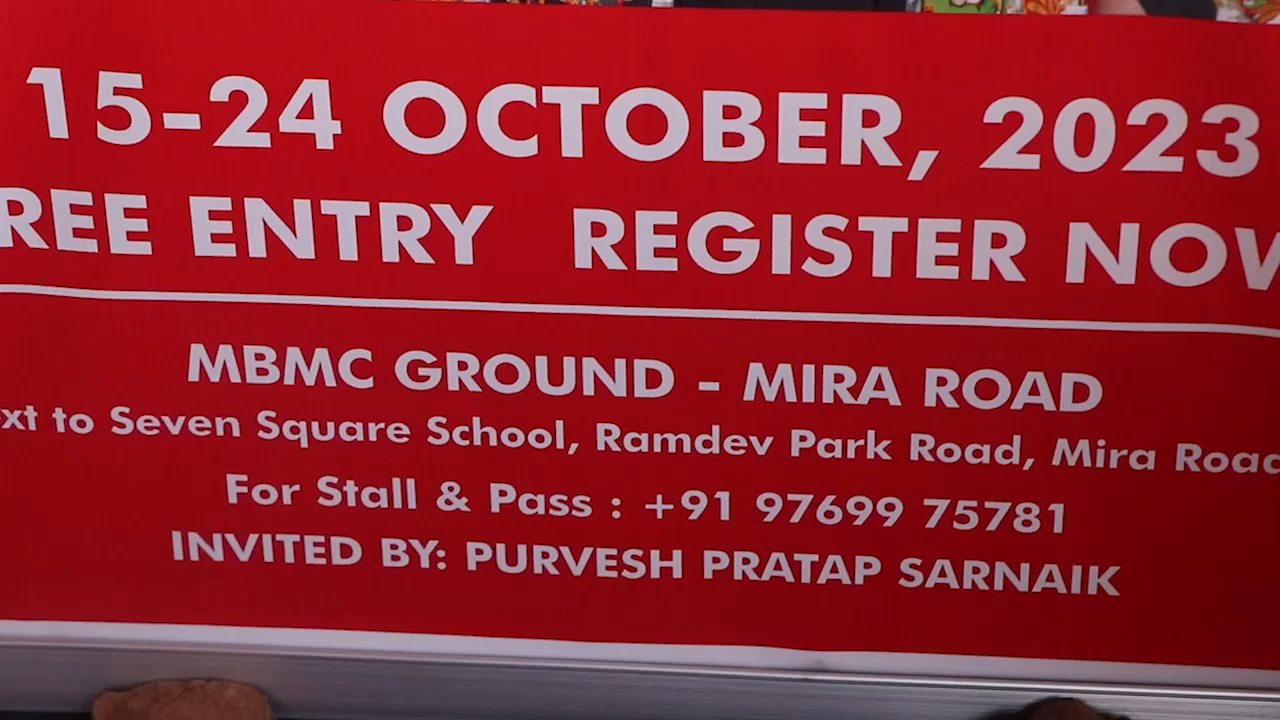 15-24 OCTOBER, 2023
REE ENTRY REGISTER NOW
MBMC GROUND - MIRA ROAD
ext to Seven Square School, Ramdev Park Road, Mira Road
For Stall & Pass : +91 97699 75781
INVITED BY: PURVESH PRATAP SARNAIK